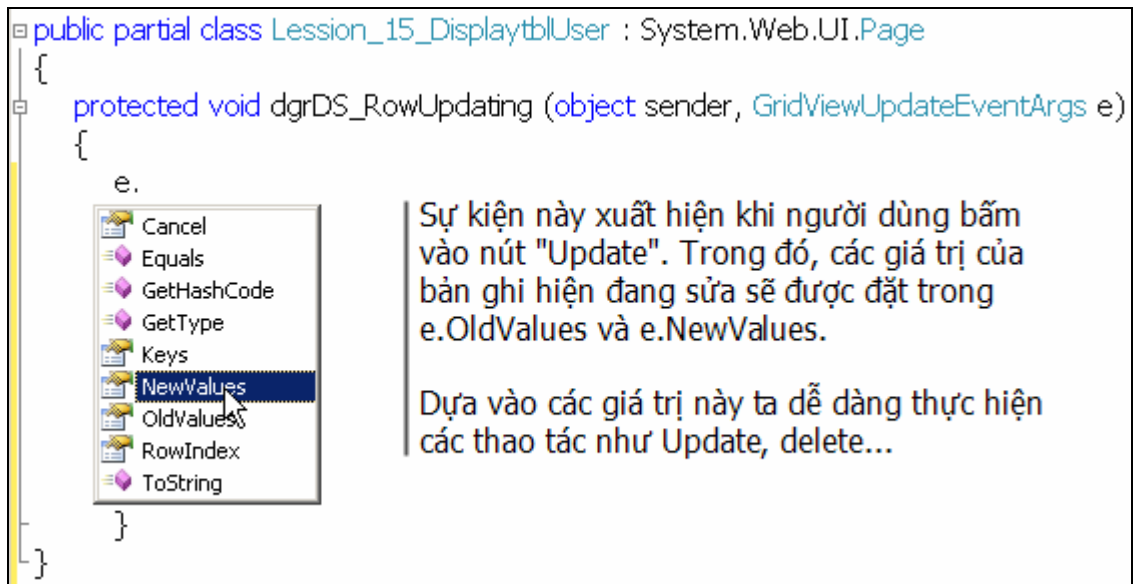 public partial class Lession_15_DisplaytblUser : System.Web.UI.Page
{
protected void dgrDS_RowUpdating (object sender, GridViewUpdateEventArgs e)
{
e.
Cancel
Equals
GetHashCode
GetType
Keys
NewValues
OldValues
RowIndex
ToString
Sự kiện này xuất hiện khi người dùng bấm
vào nút "Update". Trong đó, các giá trị của
bản ghi hiện đang sửa sẽ được đặt trong
e.OldValues và e.NewValues.
Dựa vào các giá trị này ta dễ dàng thực hiện
các thao tác như Update, delete...
}
}